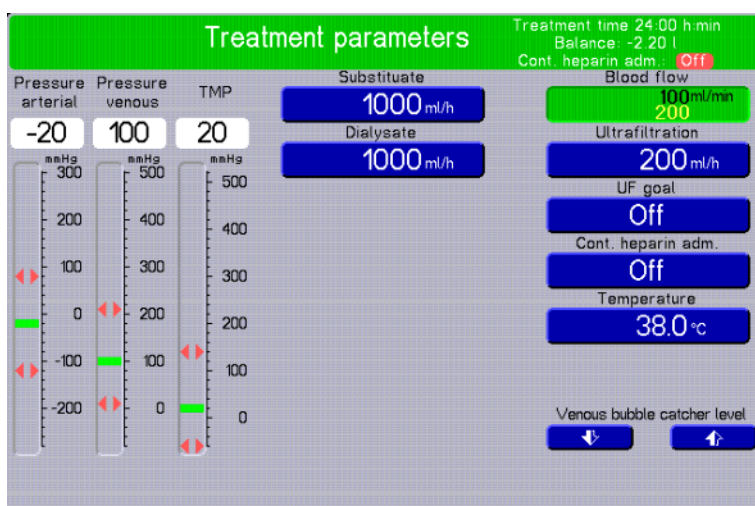 Treatment parameters
Treatment time 24:00 h:min
Balance: -2.20 l
Cont. heparin adm.: Off
Pressure arterial
Pressure venous
TMP
-20
100
20
mmHg
300
200
100
0
-100
-200
mmHg
500
400
300
200
100
0
mmHg
500
400
300
200
100
0
Substituate
1000 ml/h
Dialysate
1000 ml/h
Blood flow
100 ml/min
200
Ultrafiltration
200 ml/h
UF goal
Off
Cont. heparin adm.
Off
Temperature
38.0 °C
Venous bubble catcher level